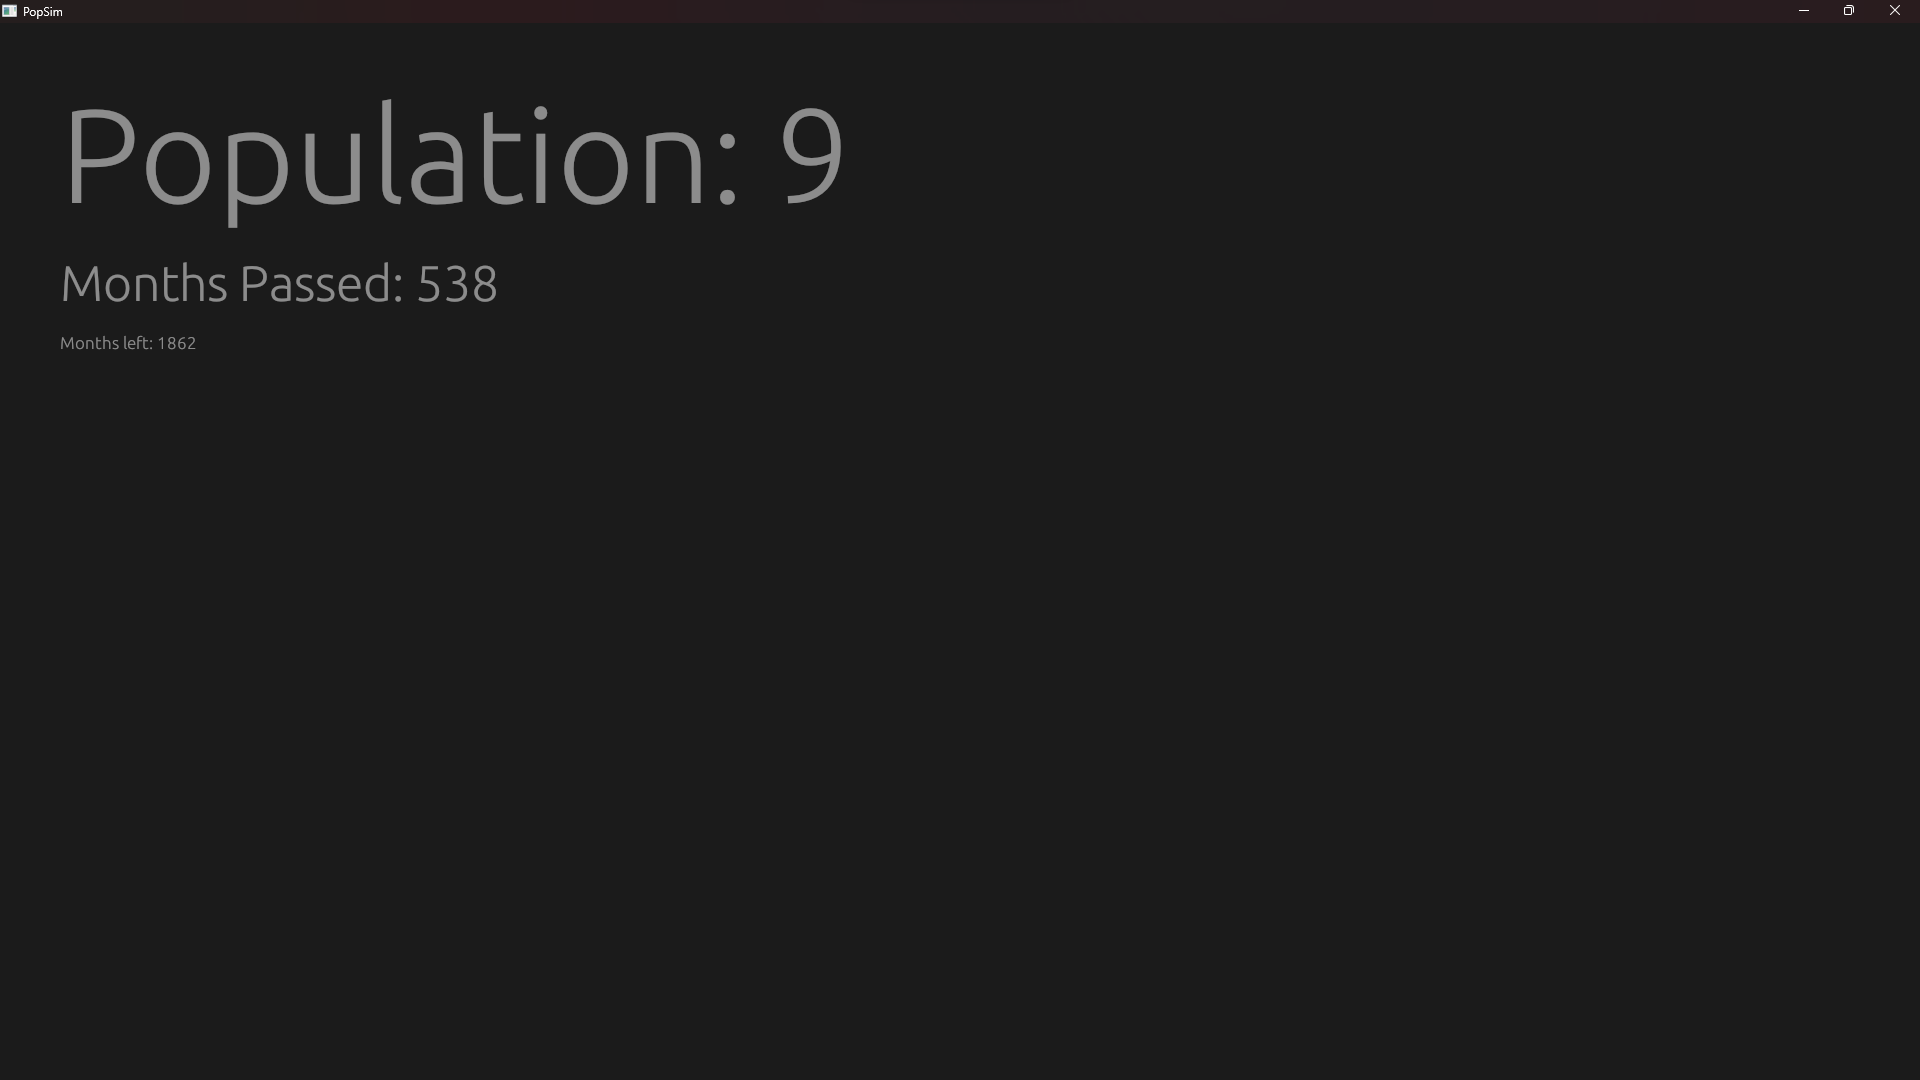 PopSim
Population: 9
Months Passed: 538
Months left: 1862